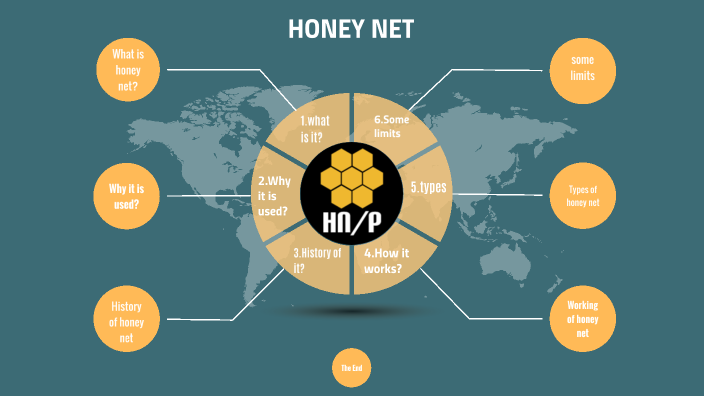 HONEY NET
What is
honey
net?
some
limits
1.what
is it?
6.Some
limits
Why it is
used?
2.Why
it is
used?
HN/P
5.types
Types of
honey net
3.History of
it?
4.How it
works?
History
of honey
net
Working
of honey
net
The End